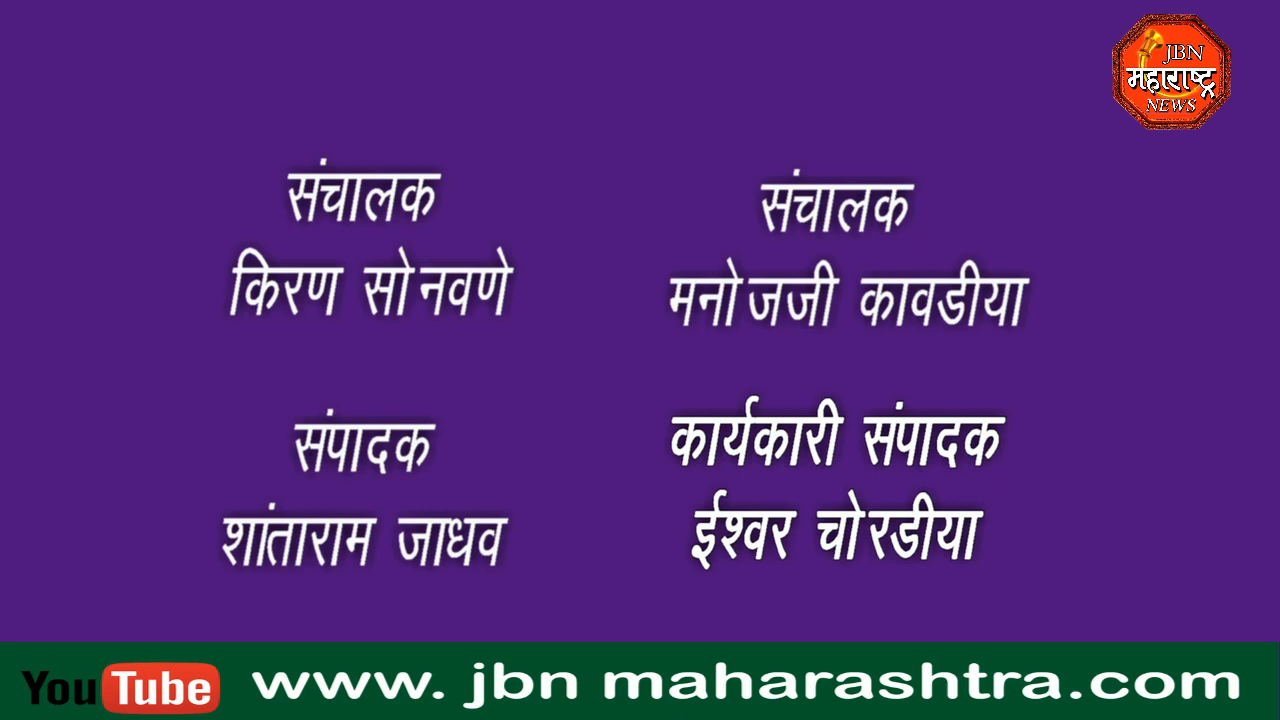 JBN
महाराष्ट्र
NEWS
संचालक
किरण सोनवणे
संचालक
मनोजजी कावडीया
संपादक
शांताराम जाधव
कार्यकारी संपादक
ईश्वर चोरडीया
YouTube www. jbn maharashtra.com